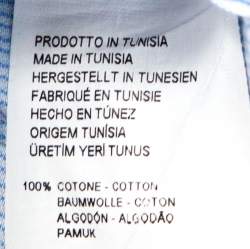 PRODOTTO IN TUNISIA
MADE IN TUNISIA
HERGESTELLT IN TUNESIEN
FABRIQUÉ EN TUNISIE
HECHO EN TÚNEZ
ORIGEM TUNÍSIA
ÜRETİM YERİ TUNUS
100% COTONE - COTTON
BAUMWOLLE - COTON
ALGODÓN - ALGODÃO
PAMUK